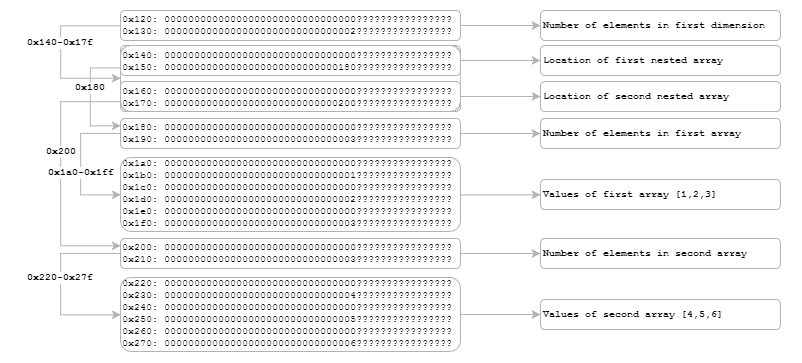 0x120: 00000000000000000000000000000000????????????????
0x130: 00000000000000000000000000000002????????????????
Number of elements in first dimension
0x140-0x17f
0x140: 00000000000000000000000000000000????????????????
0x150: 00000000000000000000000000000180????????????????
Location of first nested array
0x180
0x160: 00000000000000000000000000000000????????????????
0x170: 00000000000000000000000000000200????????????????
Location of second nested array
0x180: 00000000000000000000000000000000????????????????
0x190: 00000000000000000000000000000003????????????????
Number of elements in first array
0x200
0x1a0-0x1ff
0x1a0: 00000000000000000000000000000000????????????????
0x1b0: 00000000000000000000000000000001????????????????
0x1c0: 00000000000000000000000000000000????????????????
0x1d0: 00000000000000000000000000000002????????????????
0x1e0: 00000000000000000000000000000000????????????????
0x1f0: 00000000000000000000000000000003????????????????
Values of first array [1,2,3]
0x200: 00000000000000000000000000000000????????????????
0x210: 00000000000000000000000000000003????????????????
Number of elements in second array
0x220-0x27f
0x220: 00000000000000000000000000000000????????????????
0x230: 00000000000000000000000000000004????????????????
0x240: 00000000000000000000000000000000????????????????
0x250: 00000000000000000000000000000005????????????????
0x260: 00000000000000000000000000000000????????????????
0x270: 00000000000000000000000000000006????????????????
Values of second array [4,5,6]